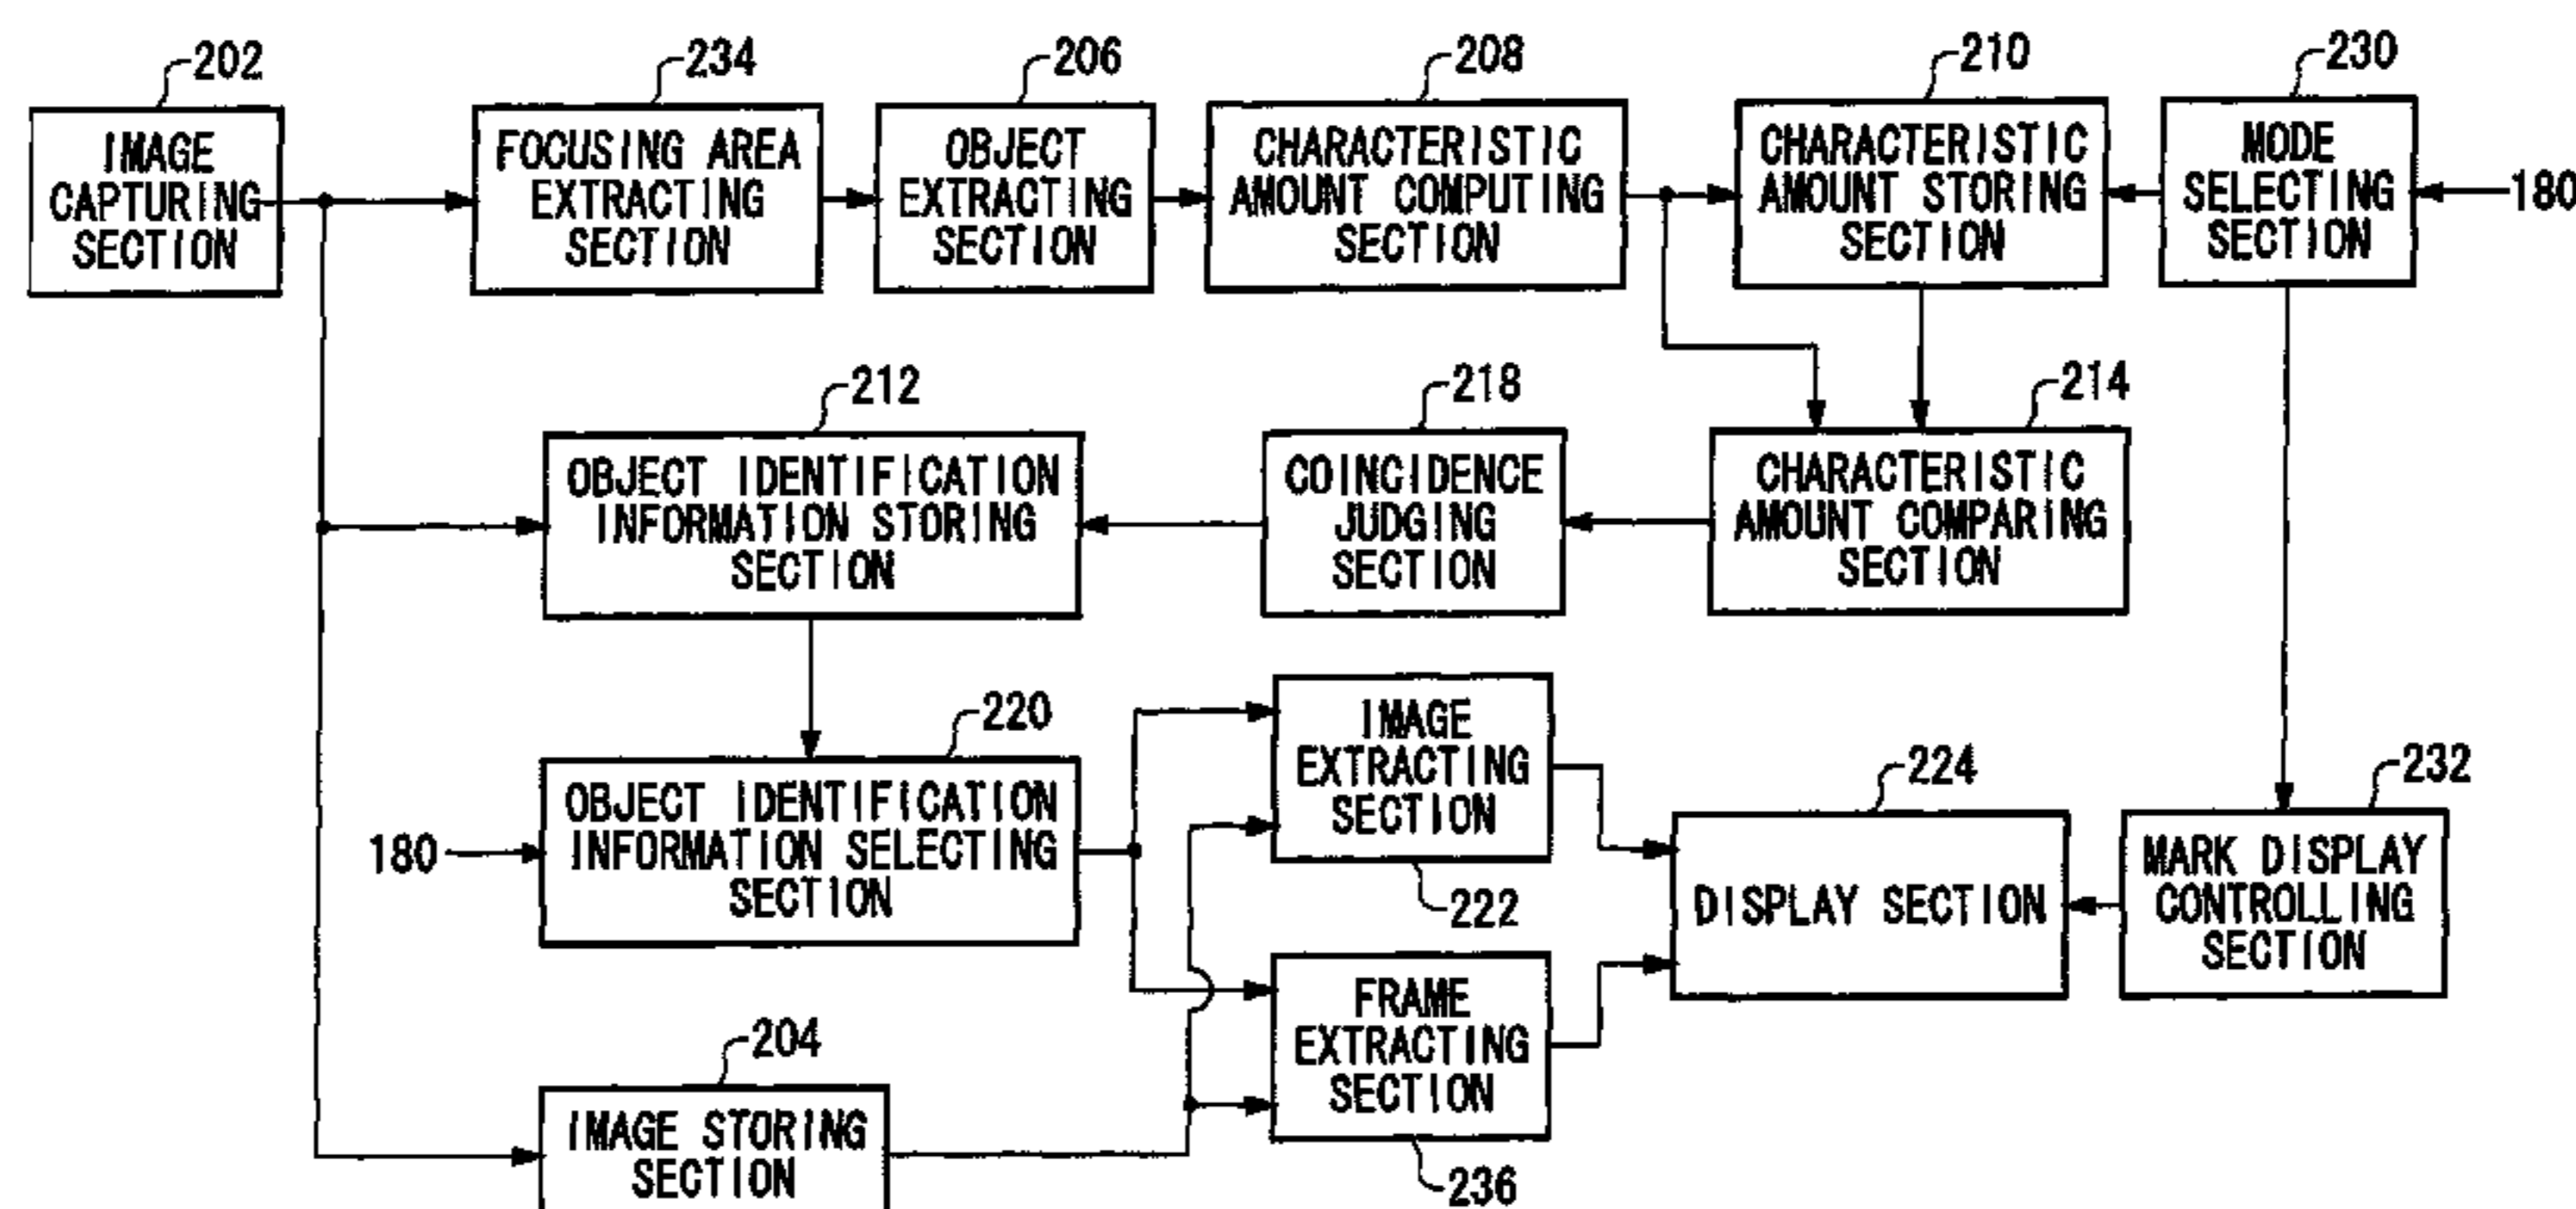 202
234
206
208
210
230
IMAGE
CAPTURING
SECTION
FOCUSING AREA
EXTRACTING
SECTION
OBJECT
EXTRACTING
SECTION
CHARACTERISTIC
AMOUNT COMPUTING
SECTION
CHARACTERISTIC
AMOUNT STORING
SECTION
MODE
SELECTING
SECTION
180
212
218
214
OBJECT IDENTIFICATION
INFORMATION STORING
SECTION
COINCIDENCE
JUDGING
SECTION
CHARACTERISTIC
AMOUNT COMPARING
SECTION
220
180
OBJECT IDENTIFICATION
INFORMATION SELECTING
SECTION
IMAGE
EXTRACTING
SECTION
222
224
DISPLAY SECTION
232
MARK DISPLAY
CONTROLLING
SECTION
204
IMAGE STORING
SECTION
FRAME
EXTRACTING
SECTION
236